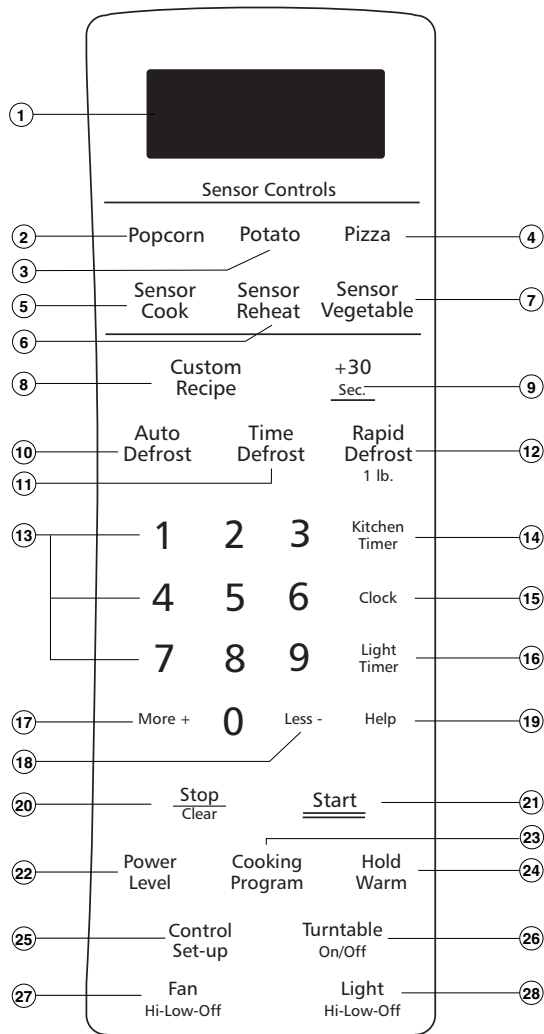 1
Sensor Controls
2 Popcorn Potato Pizza 4
3
5 Sensor Cook Sensor Reheat Sensor Vegetable 7
6
8 Custom Recipe +30 Sec. 9
10 Auto Defrost Time Defrost Rapid Defrost 1 lb. 12
11
13 1 2 3 Kitchen Timer 14
4 5 6 Clock 15
7 8 9 Light Timer 16
17 More + 0 Less - Help 19
18
20 Stop Clear Start 21
23
22 Power Level Cooking Program Hold Warm 24
25 Control Set-up Turntable On/Off 26
27 Fan Hi-Low-Off Light Hi-Low-Off 28